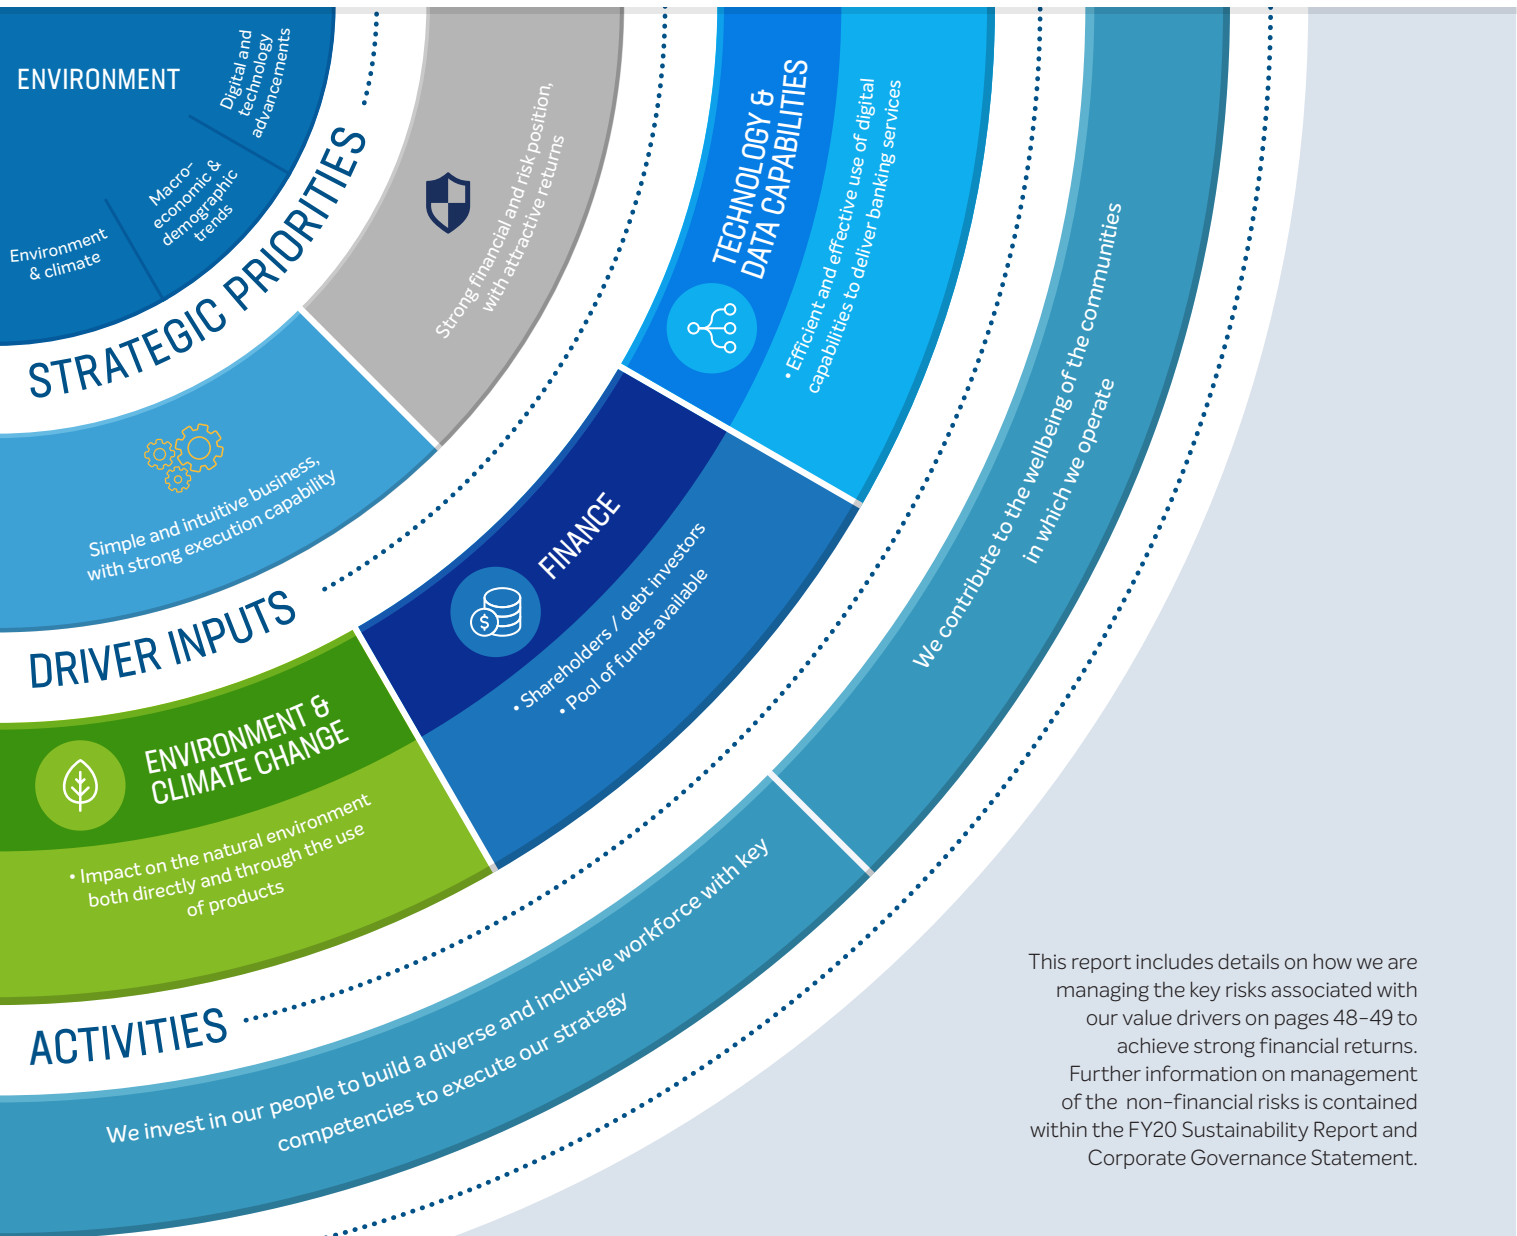 ENVIRONMENT
Digital and
technology
advancements
Macro-
economic &
demographic
trends
Environment
& climate
STRATEGIC PRIORITIES
Strong financial and risk position,
with attractive returns
Simple and intuitive business,
with strong execution capability
DRIVER INPUTS
TECHNOLOGY &
DATA CAPABILITIES
• Efficient and effective use of digital
capabilities to deliver banking services
FINANCE
• Shareholders / debt investors
• Pool of funds available
ENVIRONMENT &
CLIMATE CHANGE
• Impact on the natural environment
both directly and through the use
of products
ACTIVITIES
We contribute to the wellbeing of the communities
in which we operate
We invest in our people to build a diverse and inclusive workforce with key
competencies to execute our strategy
This report includes details on how we are
managing the key risks associated with
our value drivers on pages 48–49 to
achieve strong financial returns.
Further information on management
of the non-financial risks is contained
within the FY20 Sustainability Report and
Corporate Governance Statement.